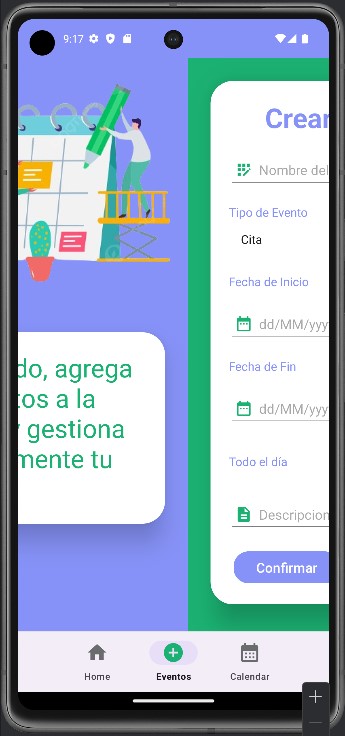 9:17
do, agrega
tos a la
y gestiona
mente tu
Crear
Nombre del
Tipo de Evento
Cita
Fecha de Inicio
dd/MM/yyy
Fecha de Fin
dd/MM/yyy
Todo el día
Descripcion
Confirmar
Home
Eventos
Calendar